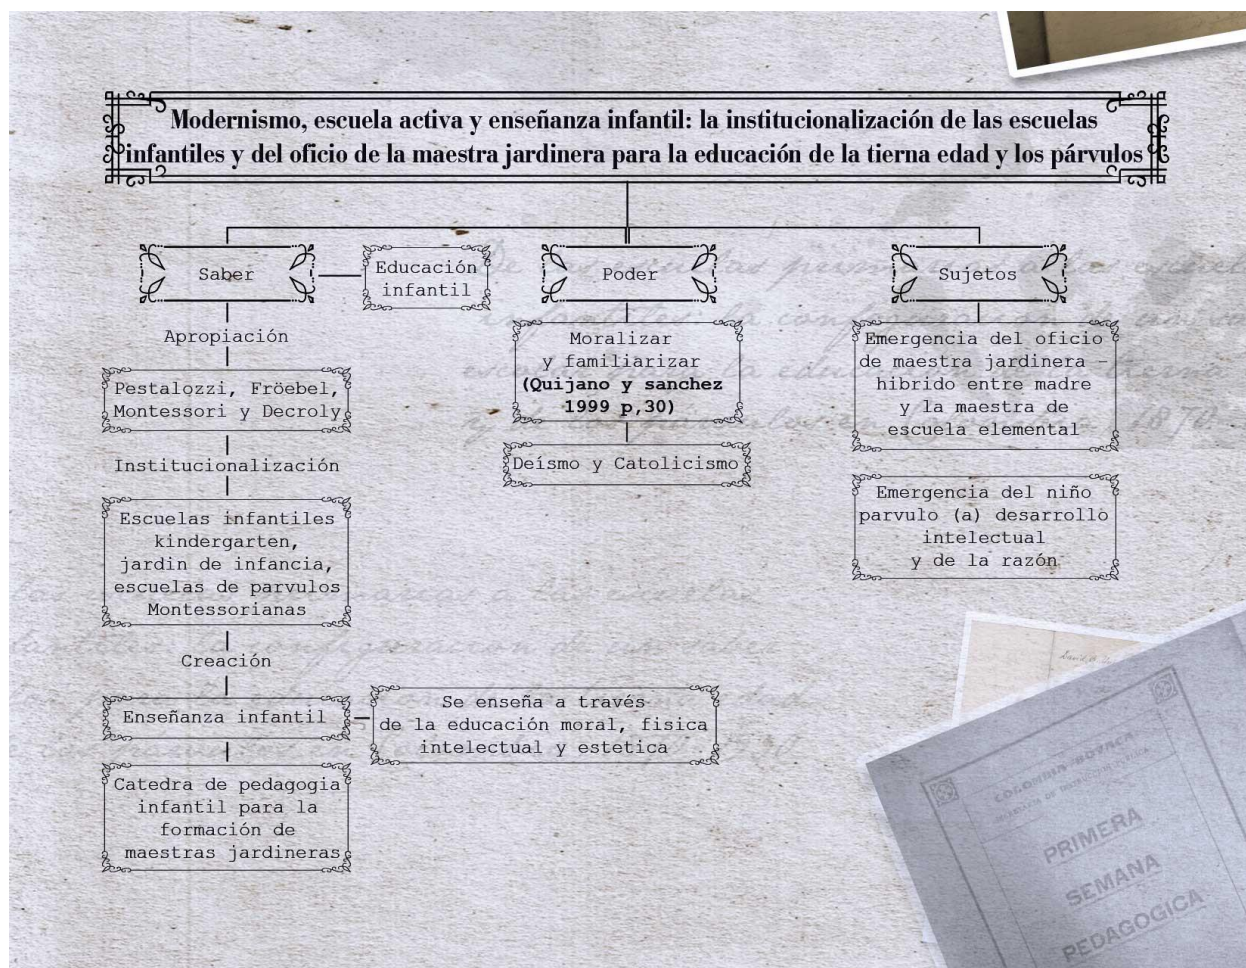 Modernismo, escuela activa y enseñanza infantil: la institucionalización de las escuelas
infantiles y del oficio de la maestra jardinera para la educación de la tierna edad y los párvulos
Saber
Educación
infantil
Apropiación
Pestalozzi, Fröebel,
Montessori y Decroly
Institucionalización
Escuelas infantiles
kindergarten,
jardin de infancia,
escuelas de parvulos
Montessorianas
Creación
Enseñanza infantil
Se enseña a través
de la educación moral, fisica
intelectual y estetica
Catedra de pedagogia
infantil para la
formación de
maestras jardineras
Poder
Moralizar
y familiarizar
(Quijano y sanchez
1999 p,30)
Deísmo y Catolicismo
Sujetos
Emergencia del oficio
de maestra jardinera –
hibrido entre madre
y la maestra de
escuela elemental
Emergencia del niño
parvulo (a) desarrollo
intelectual
y de la razón
COLOMBIA-BOYACA
PRIMERA
SEMANA
PEDAGOGICA